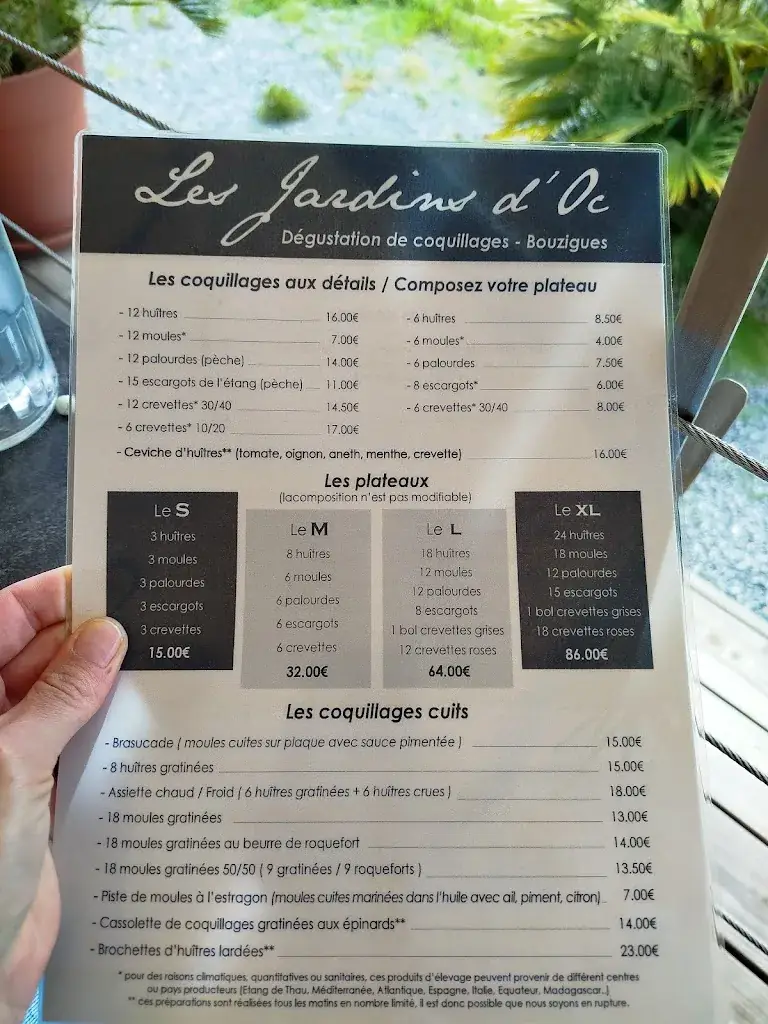 Les Jardins d'Oc
Dégustation de coquillages - Bouzigues
Les coquillages aux détails / Composez votre plateau
- 12 huîtres 16.00€
- 6 huîtres 8.50€
- 12 moules* 7.00€
- 6 moules* 4.00€
- 12 palourdes (pèche) 14.00€
- 6 palourdes 7.50€
- 15 escargots de l'étang (pèche) 11.00€
- 8 escargots* 6.00€
- 12 crevettes* 30/40 14.50€
- 6 crevettes* 30/40 8.00€
- 6 crevettes* 10/20 17.00€
- Ceviche d'huîtres** (tomate, oignon, aneth, menthe, crevette) 16.00€
Les plateaux
(lacomposition n'est pas modifiable)
Le S
3 huîtres
3 moules
3 palourdes
3 escargots
3 crevettes
15.00€
Le M
8 huîtres
6 moules
6 palourdes
6 escargots
6 crevettes
32.00€
Le L
18 huîtres
12 moules
12 palourdes
8 escargots
1 bol crevettes grises
12 crevettes roses
64.00€
Le XL
24 huîtres
18 moules
12 palourdes
15 escargots
1 bol crevettes grises
18 crevettes roses
86.00€
Les coquillages cuits
- Brasucade ( moules cuites sur plaque avec sauce pimentée ) 15.00€
- 8 huîtres gratinées 15.00€
- Assiette chaud / Froid ( 6 huîtres gratinées + 6 huîtres crues ) 18.00€
- 18 moules gratinées 13.00€
- 18 moules gratinées au beurre de roquefort 14.00€
- 18 moules gratinées 50/50 ( 9 gratinées / 9 roqueforts ) 13.50€
- Piste de moules à l'estragon (moules cuites marinées dans l'huile avec ail, piment, citron) 7.00€
- Cassolette de coquillages gratinées aux épinards** 14.00€
- Brochettes d'huîtres lardées** 23.00€
* pour des raisons climatiques, quantitatives ou sanitaires, ces produits d'élevage peuvent provenir de différent centres
ou pays producteurs (Etang de Thau, Méditerranée, Atlantique, Espagne, Italie, Equateur, Madagascar..)
** ces préparations sont réalisées tous les matins en nombre limité, il est donc possible que nous soyons en rupture.